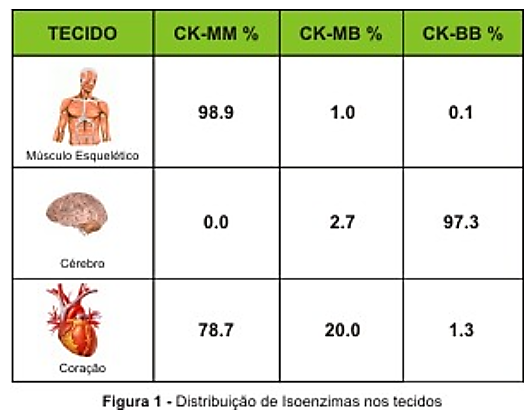 TECIDO CK-MM % CK-MB % CK-BB %
Músculo Esquelético 98.9 1.0 0.1
Cérebro 0.0 2.7 97.3
Coração 78.7 20.0 1.3
Figura 1 - Distribuição de Isoenzimas nos tecidos